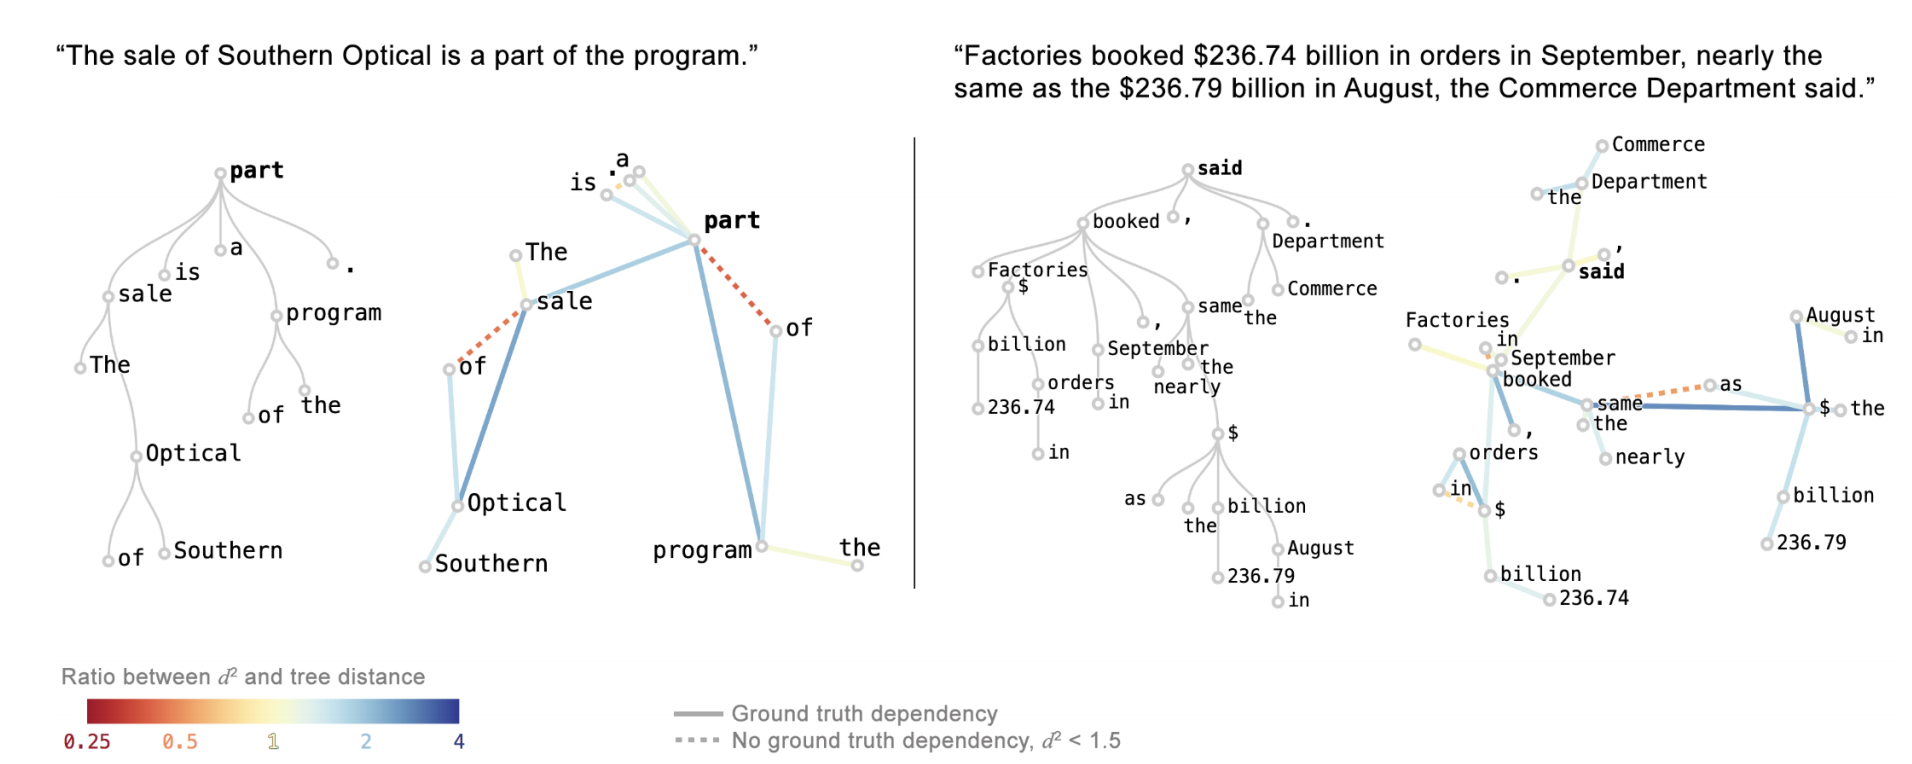 “The sale of Southern Optical is a part of the program.”
part
a
is
.
sale
program
The
the
of
Optical
of
Southern
a
.
is
part
The
sale
of
of
Optical
program
the
Southern
“Factories booked $236.74 billion in orders in September, nearly the
same as the $236.79 billion in August, the Commerce Department said.”
said
booked
,
.
Department
Factories
$
Commerce
same
the
,
billion
September
the
nearly
orders
236.74
in
$
in
as
billion
the
August
236.79
in
Commerce
Department
the
,
said
.
Factories
August
in
in
September
booked
as
same
$
the
the
,
orders
nearly
in
$
billion
236.79
billion
236.74
Ratio between d² and tree distance
0.25 0.5 1 2 4
Ground truth dependency
No ground truth dependency, d² < 1.5